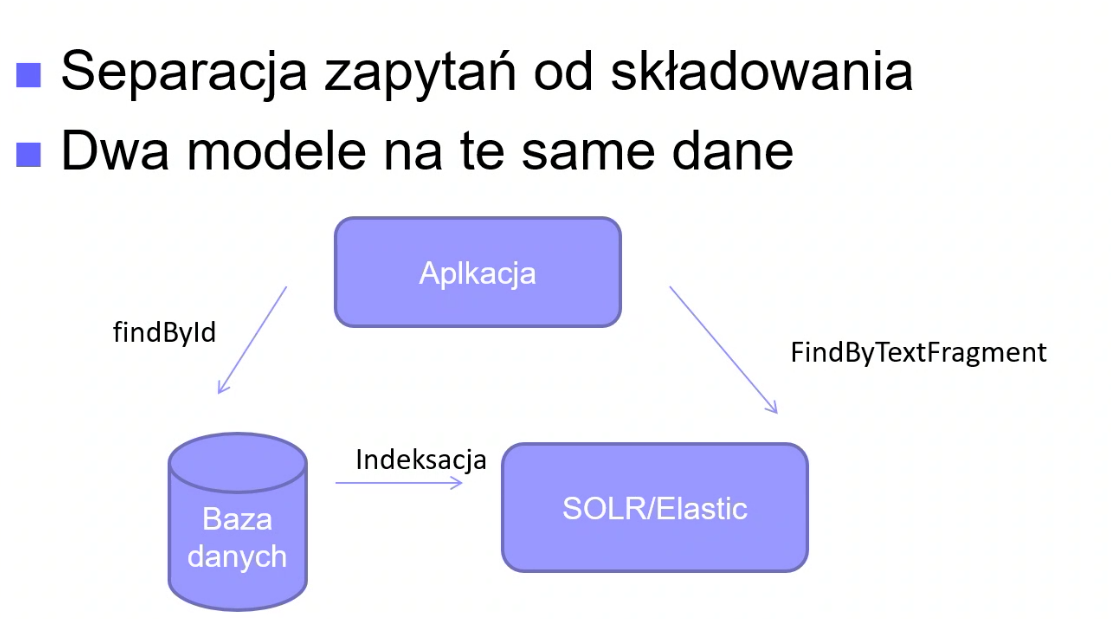 Separacja zapytań od składowania
Dwa modele na te same dane
Aplkacja
findById
FindByTextFragment
Indeksacja
SOLR/Elastic
Baza
danych